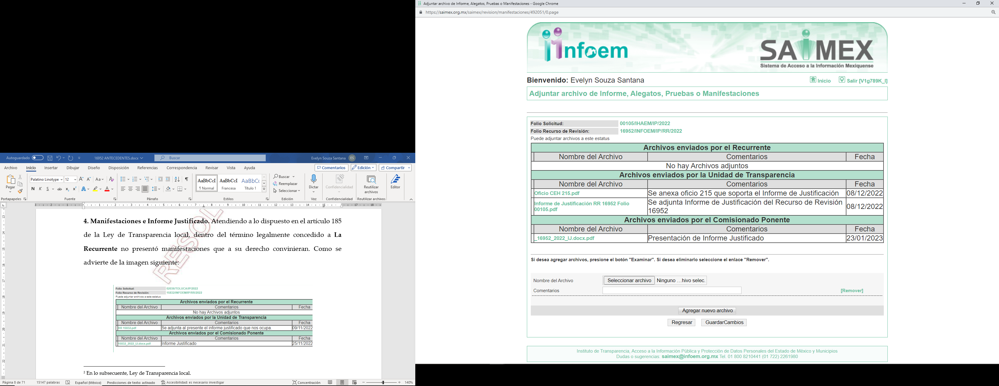 Autoguardado
16952 ANTECEDENTES.docx
Buscar
Evelyn Souza Santana
ES
Archivo Inicio Insertar Dibujar Diseño Disposición Referencias Correspondencia Revisar Vista Ayuda
Comentarios Edición Compartir
Pegar
Palatino Linotype 12
AaBbCcI AaBbCcI AaBbC
¶ Normal Francesa Título 1
Buscar
Reemplazar
Seleccionar
Dictar
Confidencialidad
Reutilizar archivos
Editor
Portapapeles Fuente Párrafo Estilos Edición Voz Confidencialidad Reutilizar archivos
4. Manifestaciones e Informe Justificado. Atendiendo a lo dispuesto en el artículo 185
de la Ley de Transparencia local, dentro del término legalmente concedido a La
Recurrente no presentó manifestaciones que a su derecho convinieran. Como se
advierte de la imagen siguiente:
RESOL
Folio Solicitud: 02036/TOLUCA/IP/2022
Folio Recurso de Revisión: 15832/INFOEM/IP/RR/2022
Puede adjuntar archivos a este estatus
Archivos enviados por el Recurrente
Nombre del Archivo Comentarios Fecha
No hay Archivos adjuntos
Archivos enviados por la Unidad de Transparencia
Nombre del Archivo Comentarios Fecha
RR 15832.pdf Se adjunta al presente el informe justificado que nos ocupa. 09/11/2022
Archivos enviados por el Comisionado Ponente
Nombre del Archivo Comentarios Fecha
15832_2022_IJ.docx.pdf Informe Justificado 25/11/2022
2 En lo subsecuente, Ley de Transparencia local.
Página 8 de 71 15147 palabras Español (México) Predicciones de texto: activado Accesibilidad: es necesario investigar Concentración 140%
Adjuntar archivo de Informe, Alegatos, Pruebas o Manifestaciones - Google Chrome
https://saimex.org.mx/saimex/revision/manifestaciones/492051/0.page
infoem
SAIMEX
Sistema de Acceso a la Información Mexiquense
Bienvenido: Evelyn Souza Santana
Inicio Salir [V1g789K_I]
Adjuntar archivo de Informe, Alegatos, Pruebas o Manifestaciones
Folio Solicitud: 00105/IHAEM/IP/2022
Folio Recurso de Revisión: 16952/INFOEM/IP/RR/2022
Puede adjuntar archivos a este estatus
Archivos enviados por el Recurrente
Nombre del Archivo Comentarios Fecha
No hay Archivos adjuntos
Archivos enviados por la Unidad de Transparencia
Nombre del Archivo Comentarios Fecha
Oficio CEH 215.pdf Se anexa oficio 215 que soporta el Informe de Justificación 08/12/2022
Informe de Justificación RR 16952 Folio 00105.pdf Se adjunta Informe de Justificación del Recurso de Revisión 16952 08/12/2022
Archivos enviados por el Comisionado Ponente
Nombre del Archivo Comentarios Fecha
_16952_2022_IJ.docx.pdf Presentación de Informe Justificado 23/01/2023
Si desea agregar archivos, presione el botón "Examinar". Si desea eliminarlo seleccione el enlace "Remover".
Nombre del Archivo Seleccionar archivo Ninguno ...hivo selec.
Comentarios [Remover]
Agregar nuevo archivo
Regresar GuardarCambios
Instituto de Transparencia, Acceso a la Información Pública y Protección de Datos Personales del Estado de México y Municipios
Dudas o sugerencias: saimex@infoem.org.mx Tel. 01 800 8210441 (01 722) 2261980